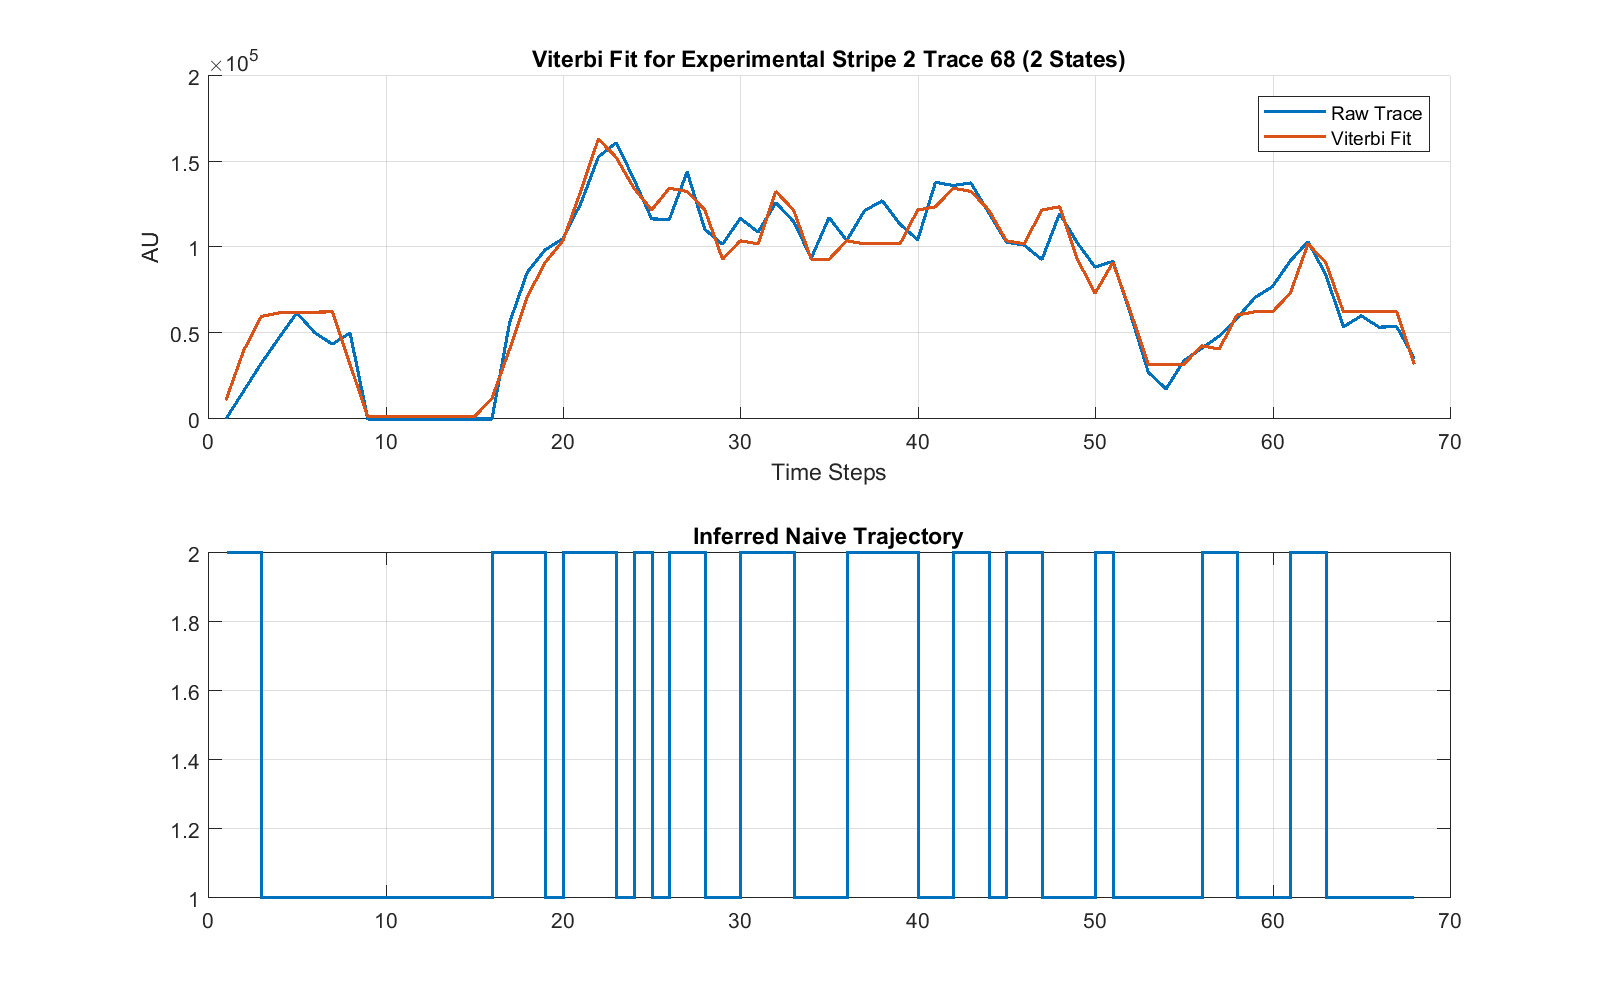 Viterbi Fit for Experimental Stripe 2 Trace 68 (2 States)
×10^5
2
1.5
1
0.5
0
AU
Raw Trace
Viterbi Fit
0 10 20 30 40 50 60 70
Time Steps
Inferred Naive Trajectory
2
1.8
1.6
1.4
1.2
1
0 10 20 30 40 50 60 70